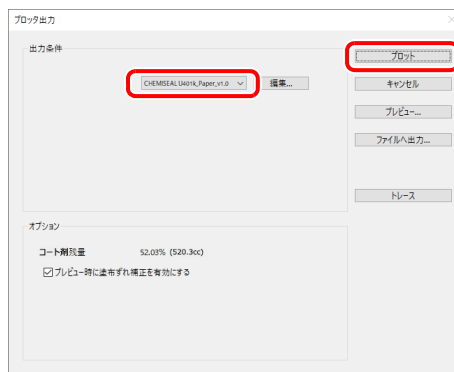 プロッタ出力
出力条件
CHEMISEAL U401k_Paper_v1.0
編集...
プロット
キャンセル
プレビュー...
ファイルへ出力...
トレース
オプション
コート剤残量 52.03% (520.3cc)
プレビュー時に塗布ずれ補正を有効にする